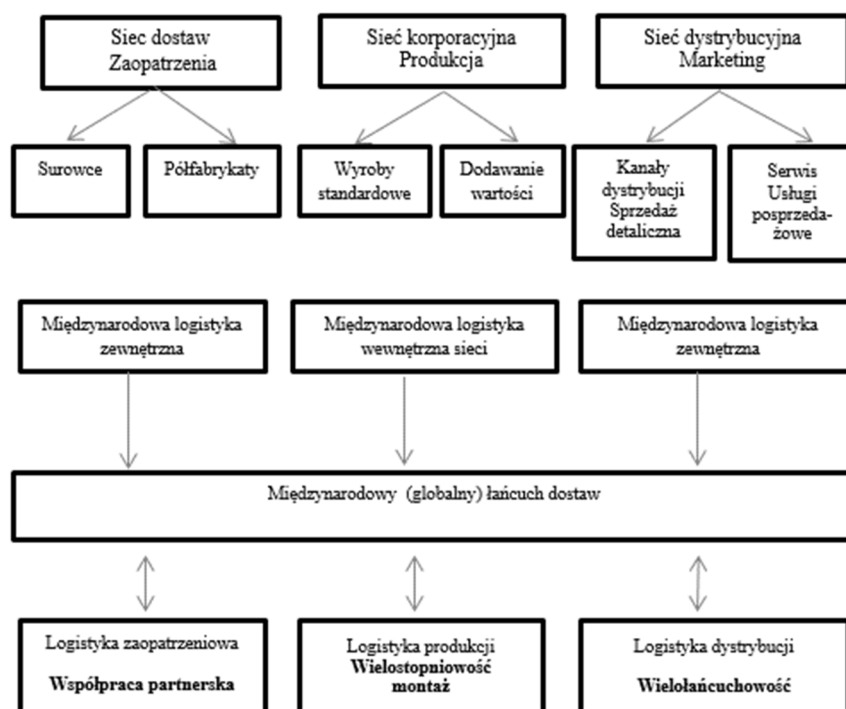 Siec dostaw
Zaopatrzenia
Sieć korporacyjna
Produkcja
Sieć dystrybucyjna
Marketing
Surowce
Półfabrykaty
Wyroby
standardowe
Dodawanie
wartości
Kanały
dystrybucji
Sprzedaż
detaliczna
Serwis
Usługi
posprzeda-
żowe
Międzynarodowa logistyka
zewnętrzna
Międzynarodowa logistyka
wewnętrzna sieci
Międzynarodowa logistyka
zewnętrzna
Międzynarodowy (globalny) łańcuch dostaw
Logistyka zaopatrzeniowa
Współpraca partnerska
Logistyka produkcji
Wielostopniowość
montaż
Logistyka dystrybucji
Wielołańcuchowość